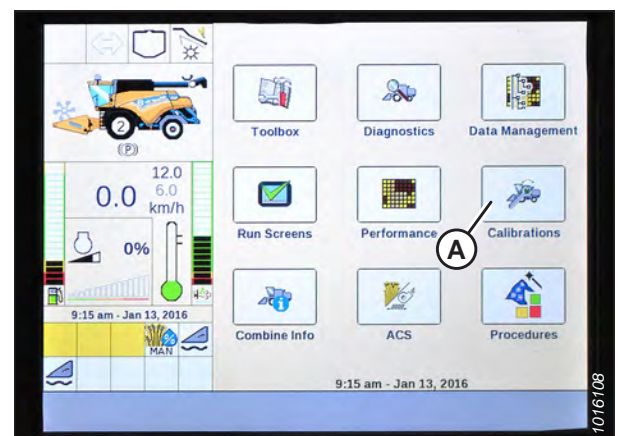 Toolbox
Diagnostics
Data Management
2
(P)
12.0
0.0
6.0
km/h
Run Screens
Performance
Calibrations
A
0%
9:15 am - Jan 13, 2016
MAN
%
Combine Info
ACS
Procedures
9:15 am - Jan 13, 2016
1016108